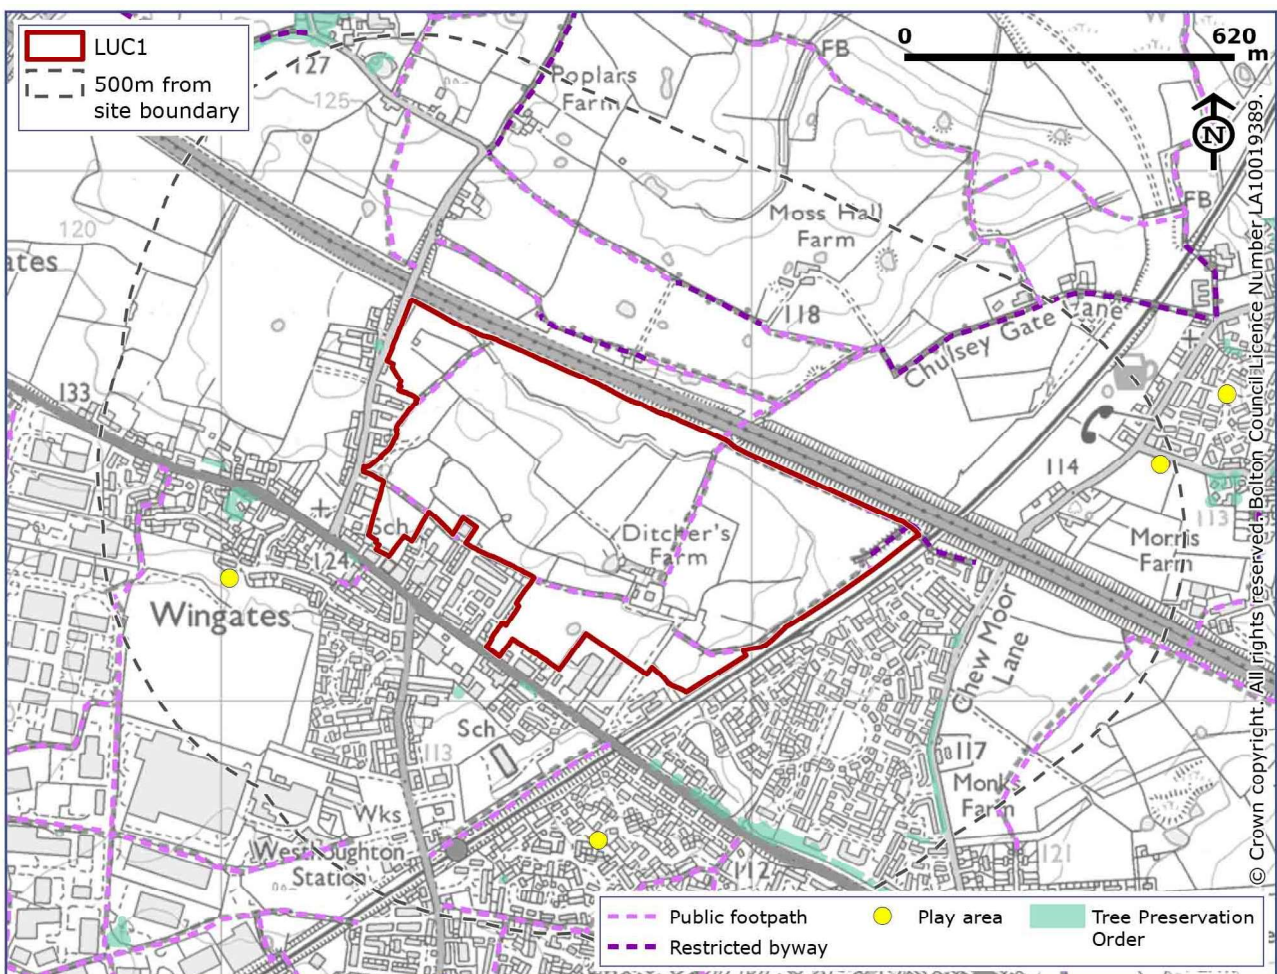 LUC1
500m from
site boundary
0
620
m
N
127
125
Poplars
Farm
FB
W
120
ates
Moss Hall
Farm
118
FB
Chulsey Gate Lane
133
114
113
Sch
Ditcher's
Farm
Morris
Farm
124
Wingates
Chew Moor
Lane
Sch
113
117
Monk
Farm
Wks
Westhoughton
Station
112
121
© Crown copyright. All rights reserved. Bolton Council Licence Number LA10019389.
Public footpath
Play area
Tree Preservation
Order
Restricted byway